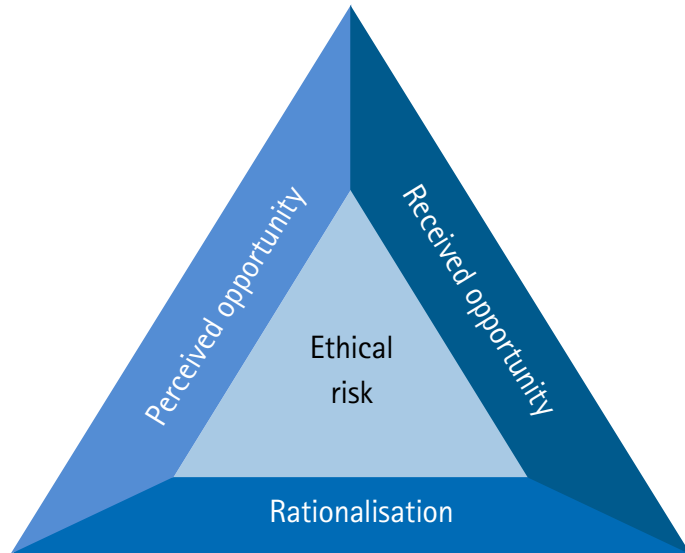 Perceived opportunity
Received opportunity
Ethical
risk
Rationalisation